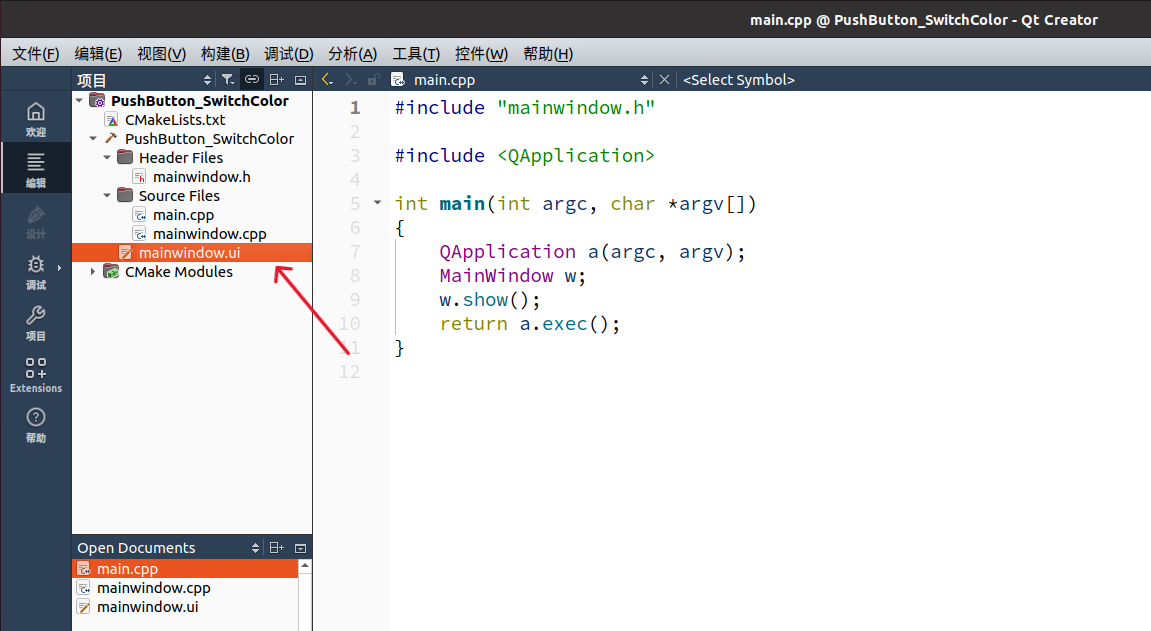 main.cpp @ PushButton_SwitchColor - Qt Creator
文件(F) 编辑(E) 视图(V) 构建(B) 调试(D) 分析(A) 工具(T) 控件(W) 帮助(H)
项目
main.cpp
<Select Symbol>
欢迎
编辑
设计
调试
项目
Extensions
帮助
PushButton_SwitchColor
CMakeLists.txt
PushButton_SwitchColor
Header Files
mainwindow.h
Source Files
main.cpp
mainwindow.cpp
mainwindow.ui
CMake Modules
Open Documents
main.cpp
mainwindow.cpp
mainwindow.ui
1 #include "mainwindow.h"
2
3 #include <QApplication>
4
5 int main(int argc, char *argv[])
6 {
7 QApplication a(argc, argv);
8 MainWindow w;
9 w.show();
10 return a.exec();
11 }
12